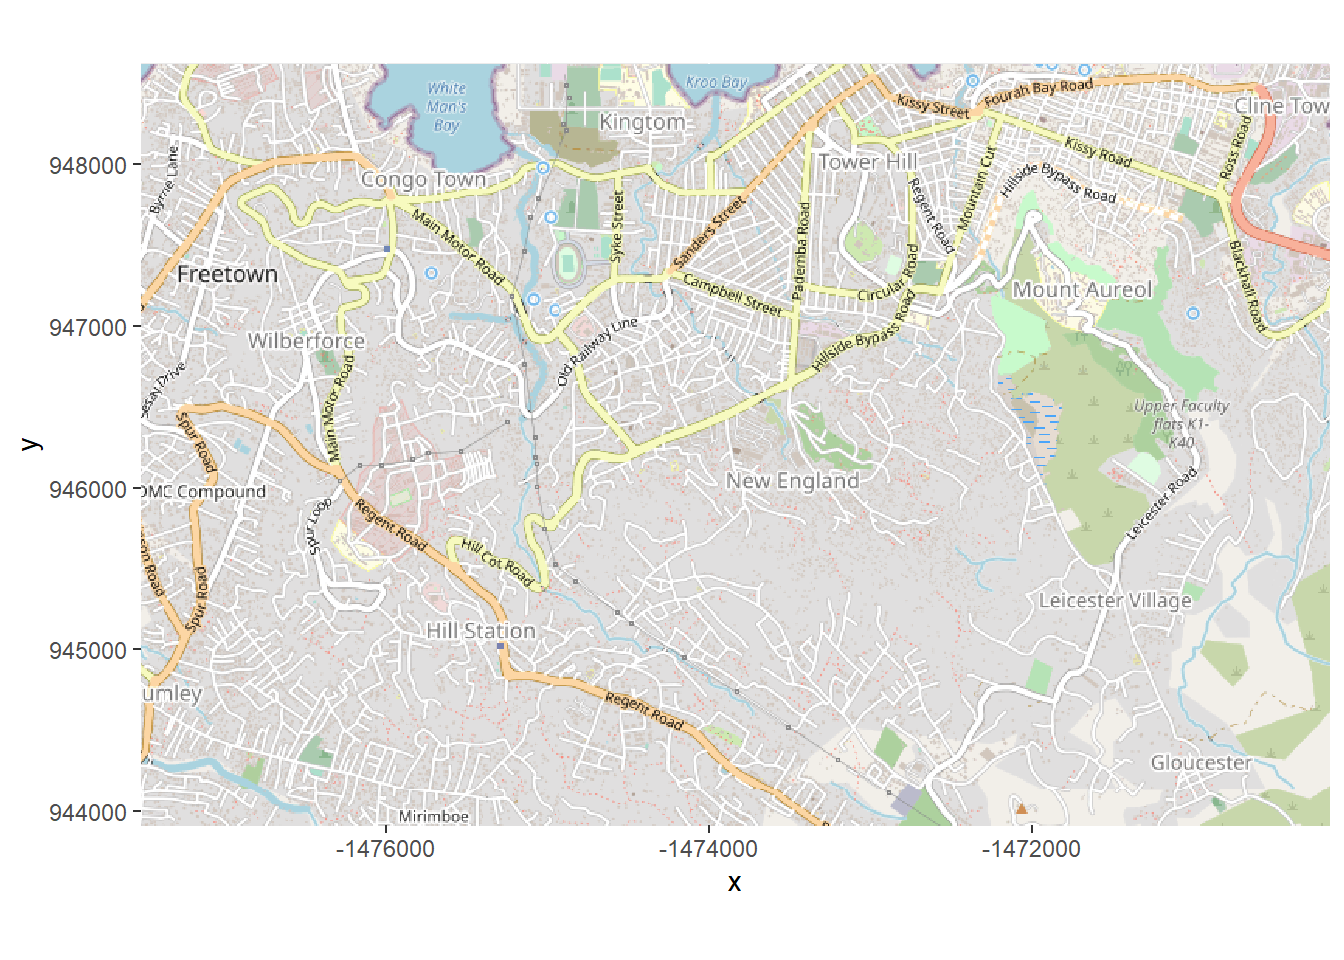 White
Man's
Bay
Kroo Bay
Kingtom
Kissy Street
Fourah Bay Road
Cline Tow
Ross Road
Kissy Road
Tower Hill
Mountain Cut
Hillside Bypass Road
Byrne Lane
Congo Town
Main Motor Road
Syke Street
Sanders Street
Pademba Road
Regent Road
Circular Road
Blackhall Road
Freetown
Campbell Street
Mount Aureol
Wilberforce
Old Railway Line
Hillside Bypass Road
esay Drive
Main Motor Road
Upper Faculty
flats K1-
K40
Spur Road
OMC Compound
New England
Leicester Road
Spur Loop
Regent Road
Hill Cot Road
son Road
Spur Road
Leicester Village
Hill Station
umley
Regent Road
Gloucester
Mirimboe
948000
947000
946000
945000
944000
y
-1476000
-1474000
-1472000
x